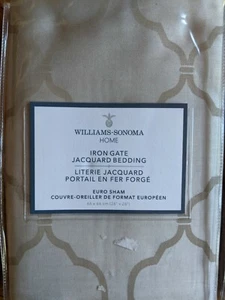 WILLIAMS-SONOMA
HOME
IRON GATE
JACQUARD BEDDING
LITERIE JACQUARD
PORTAIL EN FER FORGÉ
EURO SHAM
COUVRE-OREILLER DE FORMAT EUROPÉEN